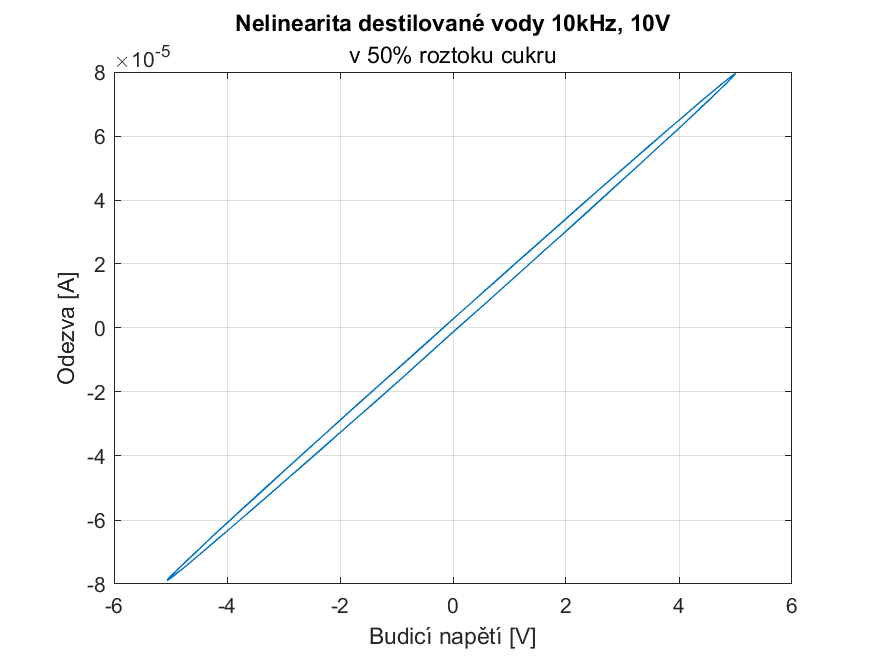 Nelinearita destilované vody 10kHz, 10V
v 50% roztoku cukru
×10-5
8
6
4
2
0
-2
-4
-6
-8
Odezva [A]
-6 -4 -2 0 2 4 6
Budicí napětí [V]